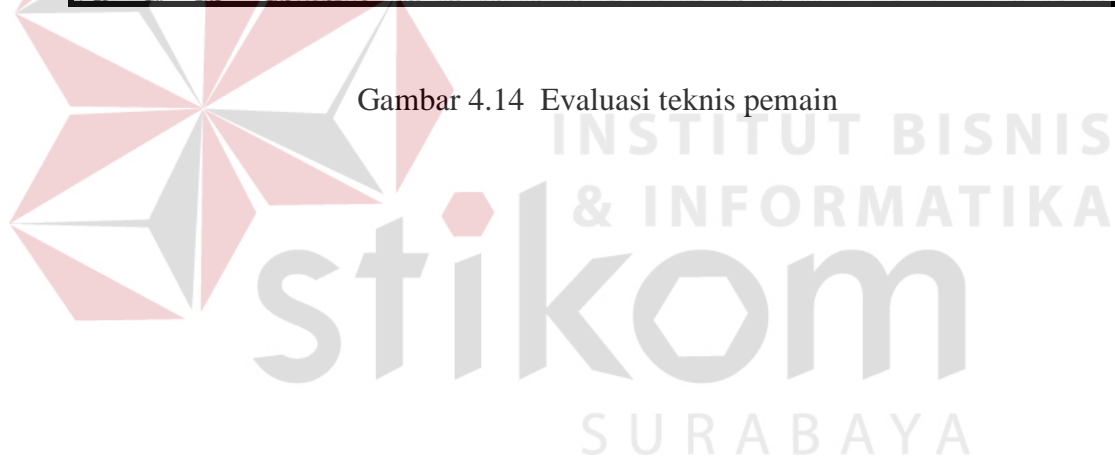 Gambar 4.14 Evaluasi teknis pemain
INSTITUT BISNIS
& INFORMATIKA
stikom
SURABAYA